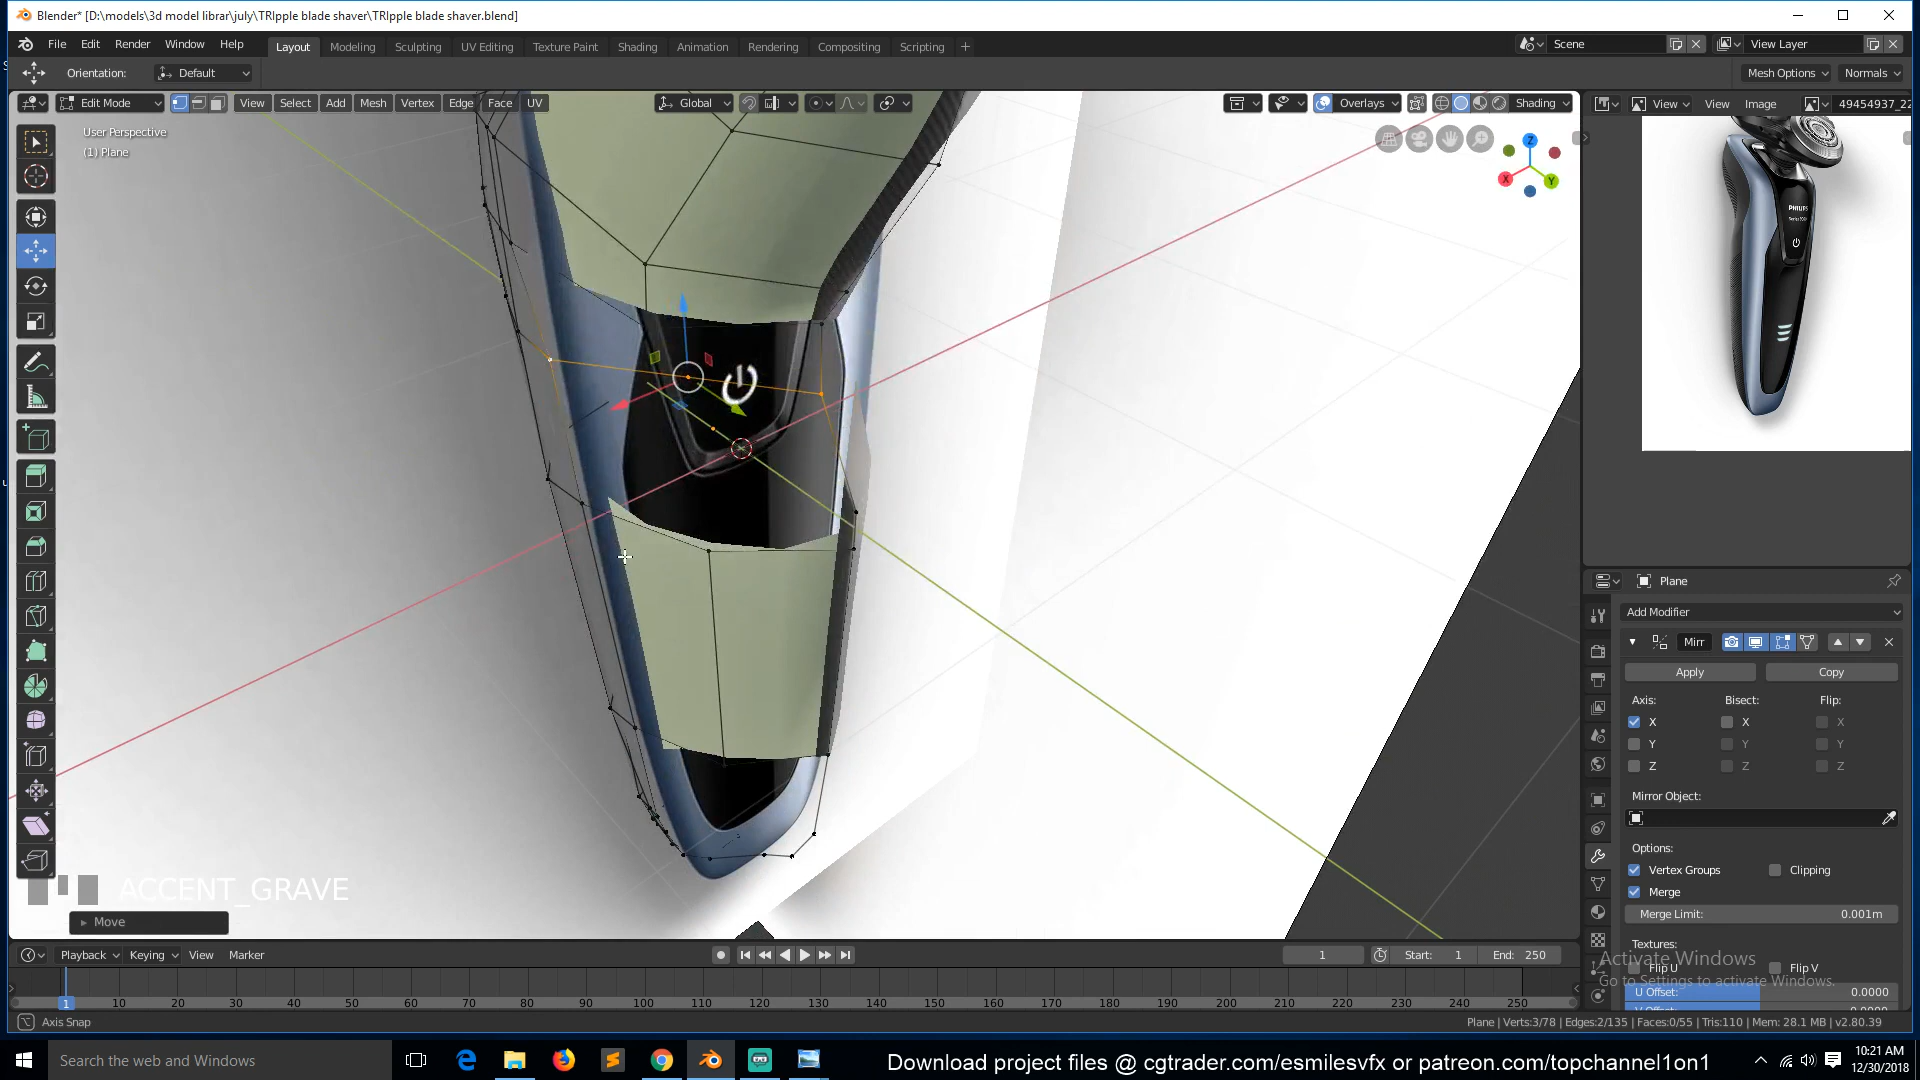 Blender* [D:\models\3d model librar\july\TRIpple blade shaver\TRIpple blade shaver.blend]
File Edit Render Window Help Layout Modeling Sculpting UV Editing Texture Paint Shading Animation Rendering Compositing Scripting + Scene View Layer
Orientation: Default Mesh Options Normals
Edit Mode View Select Add Mesh Vertex Edge Face UV Global Overlays Shading View View Image 49454937_22
User Perspective
(1) Plane
Z
X
Y
PHILIPS
Plane
Add Modifier
Mirr
Apply Copy
Axis: Bisect: Flip:
X X X
Y Y Y
Z Z Z
Mirror Object:
Options:
Vertex Groups Clipping
Merge
Merge Limit: 0.001m
ACCENT_GRAVE
Move
Textures:
Flip U Flip V
Activate Windows
Go to Settings to activate Windows.
U Offset: 0.0000
Playback Keying View Marker 1 Start: 1 End: 250
1 10 20 30 40 50 60 70 80 90 100 110 120 130 140 150 160 170 180 190 200 210 220 230 240 250
Axis Snap
Plane | Verts:3/78 | Edges:2/135 | Faces:0/55 | Tris:110 | Mem: 28.1 MB | v2.80.39
Search the web and Windows
Download project files @ cgtrader.com/esmilesvfx or patreon.com/topchannel1on1
10:21 AM
12/30/2018